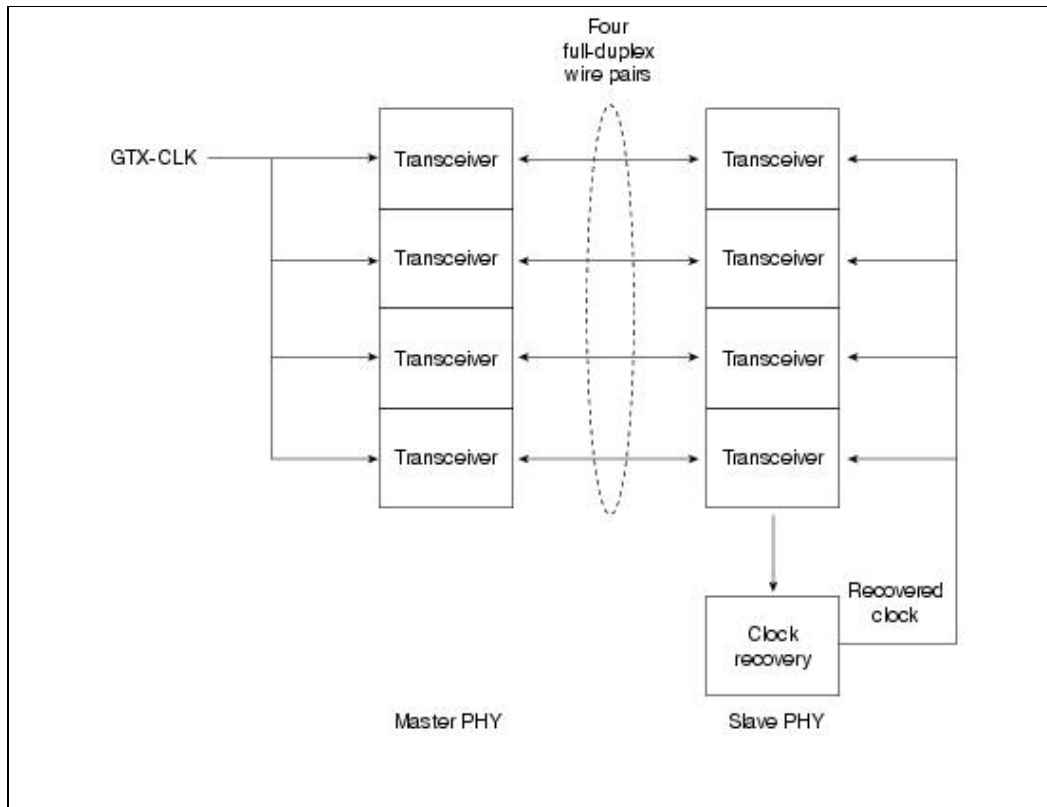 Four
full-duplex
wire pairs
GTX-CLK
Transceiver
Transceiver
Transceiver
Transceiver
Transceiver
Transceiver
Transceiver
Transceiver
Recovered
clock
Clock
recovery
Master PHY
Slave PHY